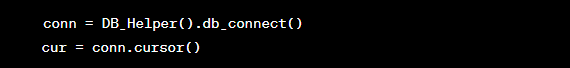 conn = DB_Helper().db_connect()
cur = conn.cursor()